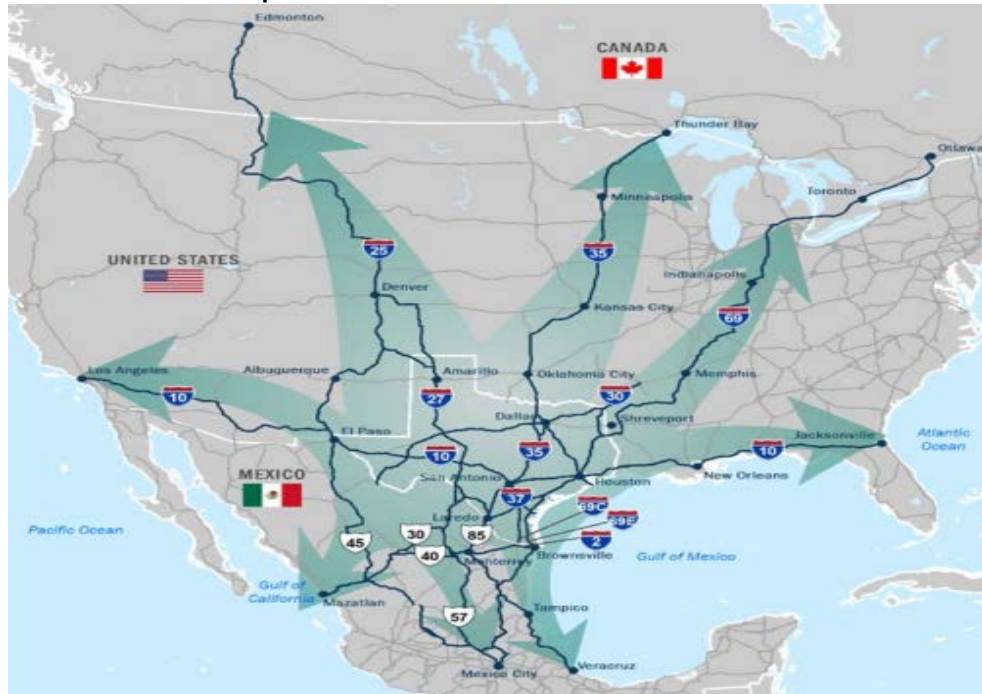 Edmonton
CANADA
Thunder Bay
Ottawa
Minneapolis
Toronto
25
35
UNITED STATES
Indianapolis
Denver
Kansas City
69
Los Angeles
Albuquerque
Amarillo
Oklahoma City
Memphis
10
27
30
Dallas
Shreveport
El Paso
Jacksonville
Atlantic
Ocean
10
35
10
MEXICO
San Antonio
Houston
New Orleans
37
69C
Laredo
69E
Pacific Ocean
45
30
85
2
40
Monterrey
Brownsville
Gulf of Mexico
Gulf of
California
Mazatlan
57
Tampico
Mexico City
Veracruz